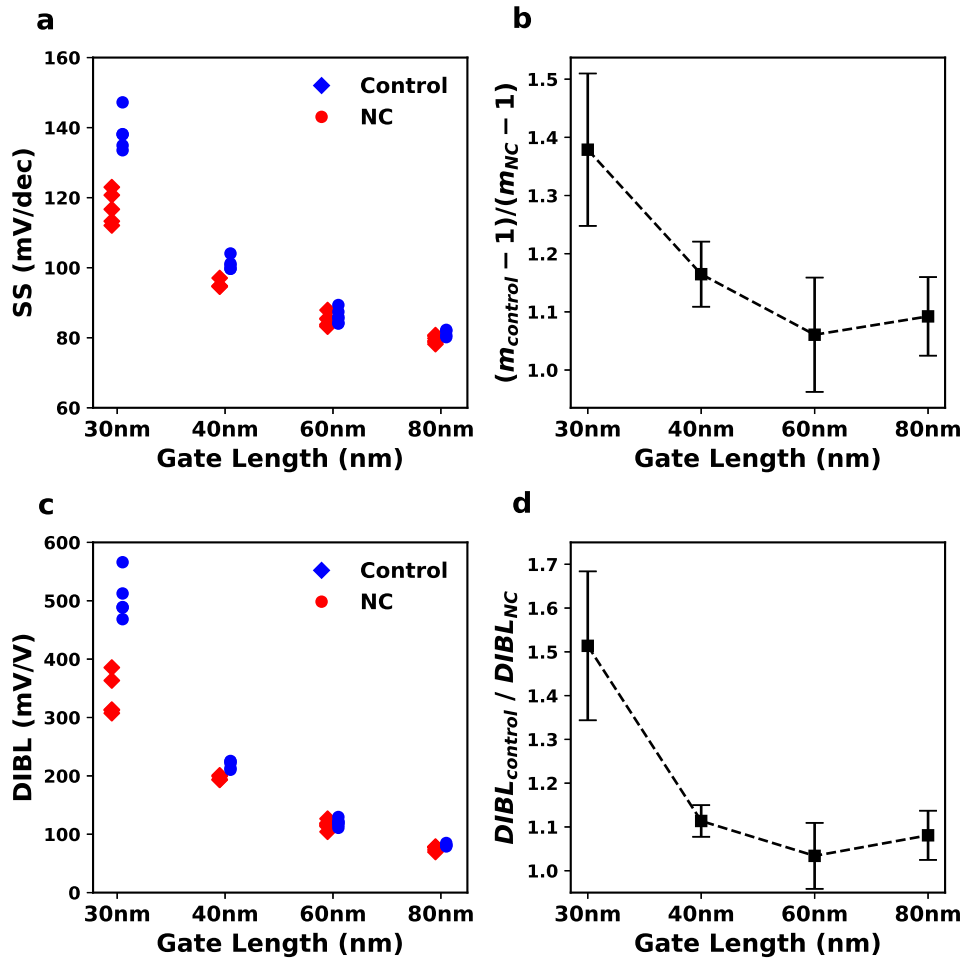 a
160
140
120
100
80
60
SS (mV/dec)
Control
NC
30nm 40nm 60nm 80nm
Gate Length (nm)
b
1.5
1.4
1.3
1.2
1.1
1.0
(m_control − 1)/(m_NC − 1)
30nm 40nm 60nm 80nm
Gate Length (nm)
c
600
500
400
300
200
100
0
DIBL (mV/V)
Control
NC
30nm 40nm 60nm 80nm
Gate Length (nm)
d
1.7
1.6
1.5
1.4
1.3
1.2
1.1
1.0
DIBL_control / DIBL_NC
30nm 40nm 60nm 80nm
Gate Length (nm)